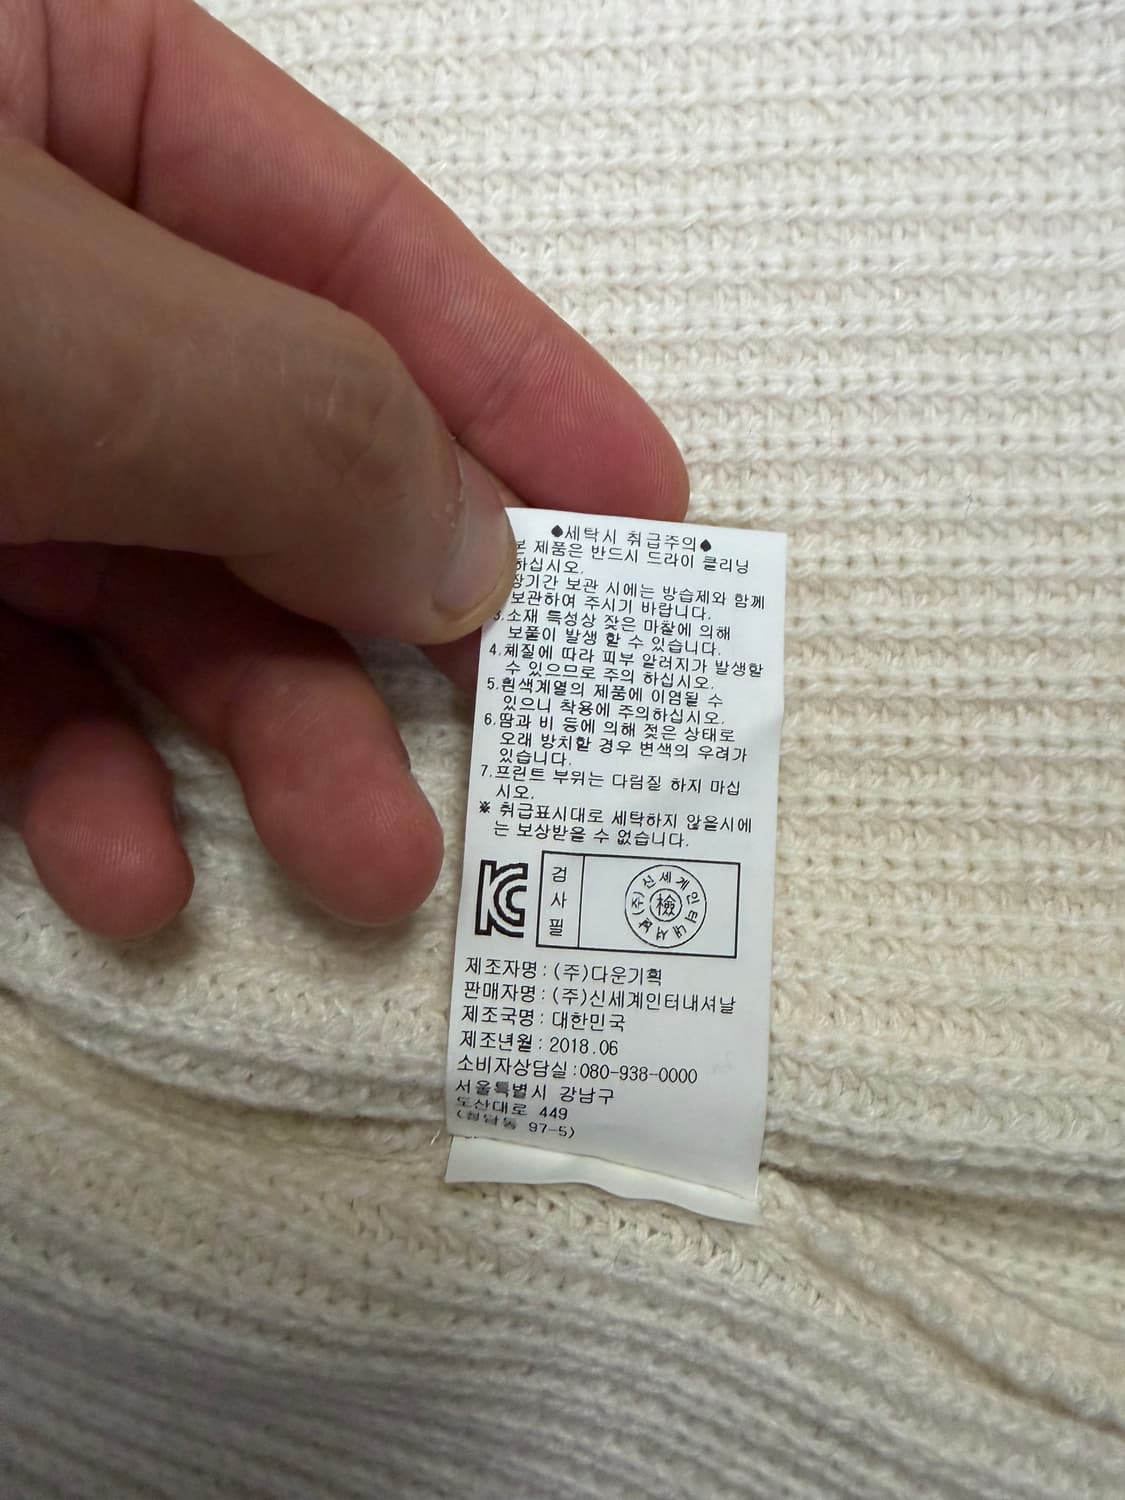 ♠세탁시 취급주의♠
본 제품은 반드시 드라이 클리닝
하십시오.
장기간 보관 시에는 방습제와 함께
보관하여 주시기 바랍니다.
3.소재 특성상 잦은 마찰에 의해
보풀이 발생 할 수 있습니다.
4.체질에 따라 피부 알러지가 발생할
수 있으므로 주의 하십시오.
5.흰색계열의 제품에 이염될 수
있으니 착용에 주의하십시오.
6.땀과 비 등에 의해 젖은 상태로
오래 방치할 경우 변색의 우려가
있습니다.
7.프린트 부위는 다림질 하지 마십
시오.
※ 취급표시대로 세탁하지 않을시에
는 보상받을 수 없습니다.
KC
검사필
(주)신세계인터내셔날
檢
제조자명:(주)다운기획
판매자명:(주)신세계인터내셔날
제조국명:대한민국
제조년월:2018.06
소비자상담실:080-938-0000
서울특별시 강남구
도산대로 449
(청담동 97-5)